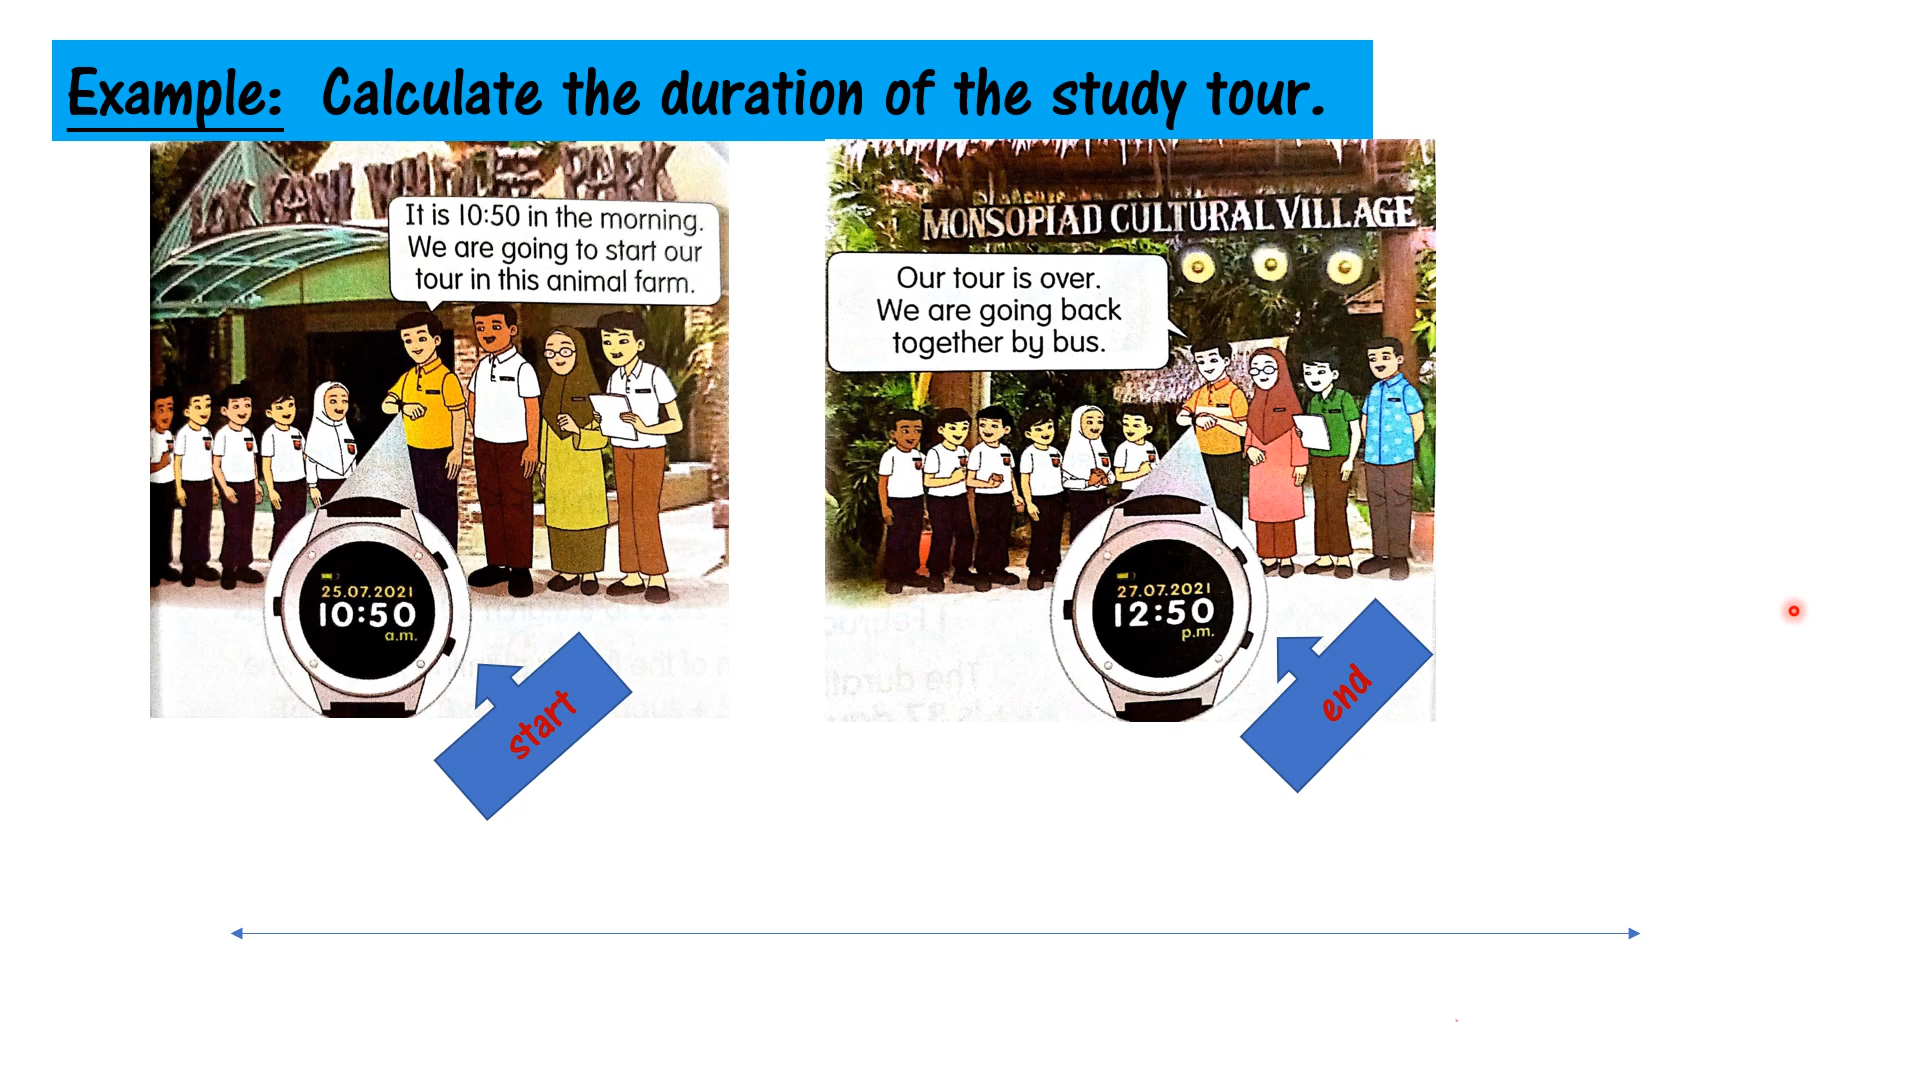 Example: Calculate the duration of the study tour.
It is 10:50 in the morning.
We are going to start our
tour in this animal farm.
25.07.2021
10:50
a.m.
start
MONSOPIAD CULTURAL VILLAGE
Our tour is over.
We are going back
together by bus.
27.07.2021
12:50
p.m.
end